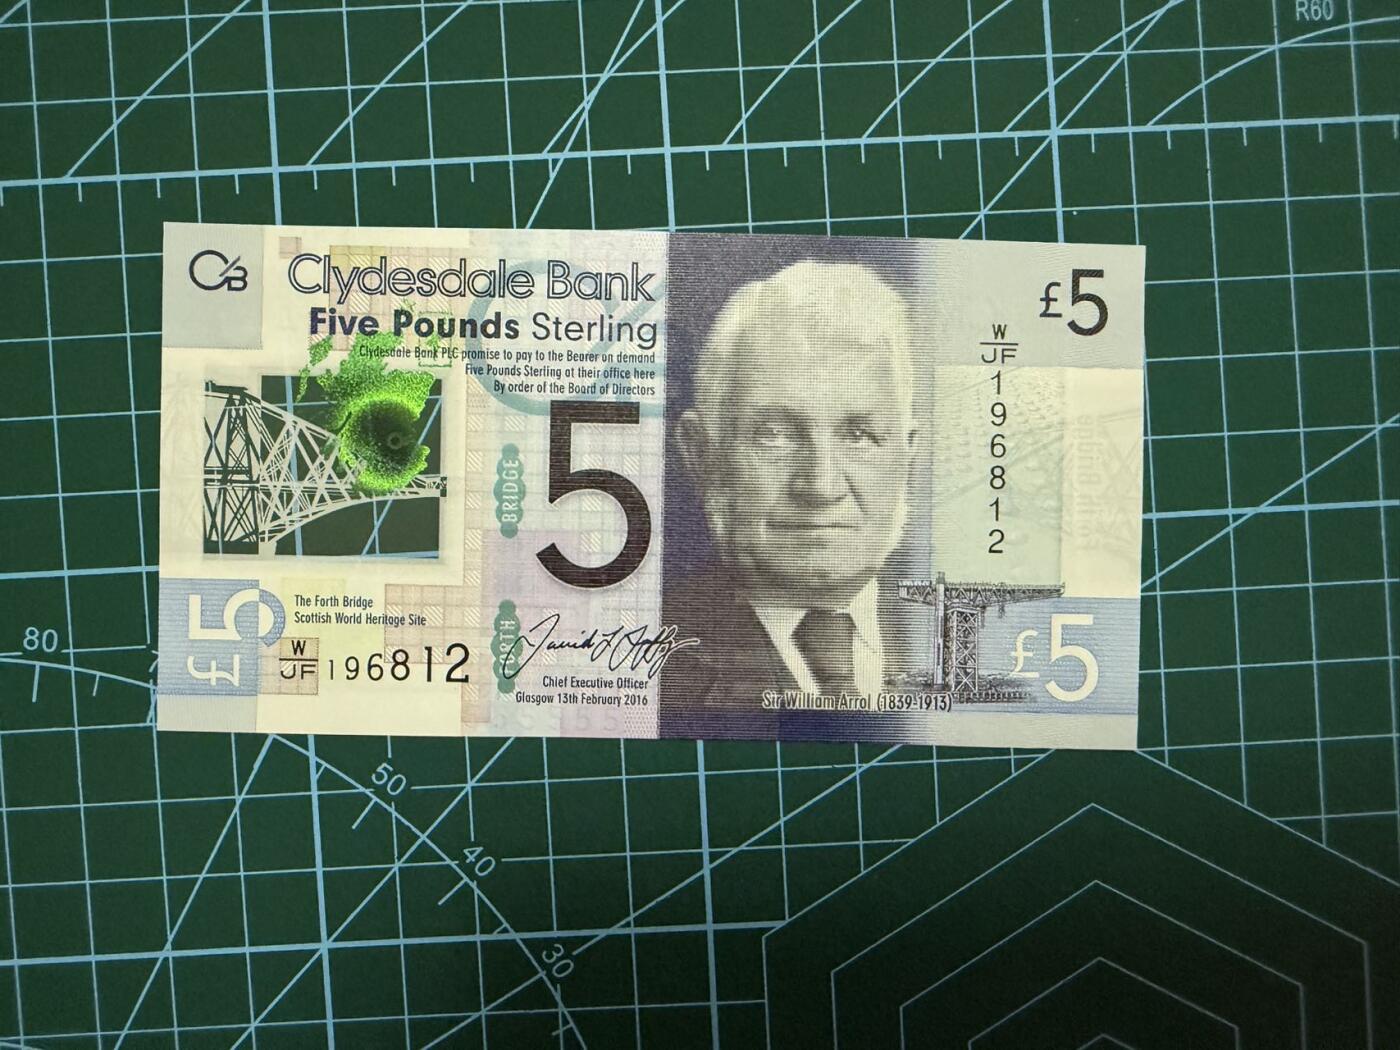 R60
CB
Clydesdale Bank
Five Pounds Sterling
Clydesdale Bank PLC promise to pay to the Bearer on demand
Five Pounds Sterling at their office here
By order of the Board of Directors
£5
W
JF
196812
5
FORTH BRIDGE
The Forth Bridge
Scottish World Heritage Site
£5
W
JF 196812
Chief Executive Officer
Glasgow 13th February 2016
Sir William Arrol (1839-1913)
£5
80
50
40
30